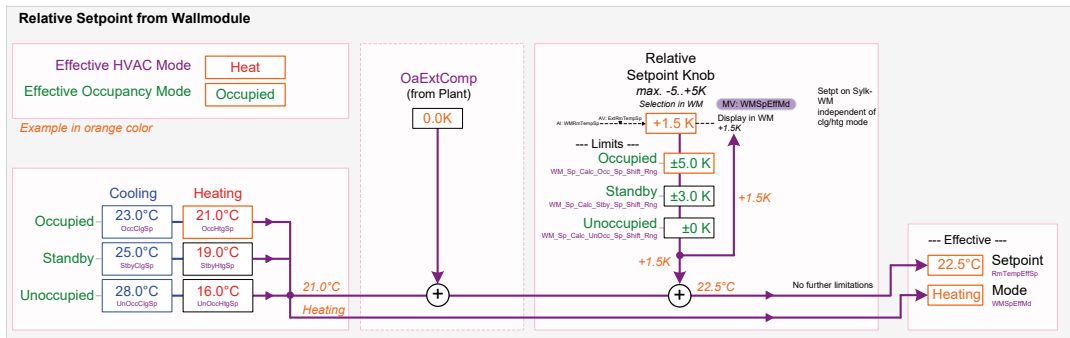 Relative Setpoint from Wallmodule
Effective HVAC Mode
Heat
Effective Occupancy Mode
Occupied
Example in orange color
OaExtComp
(from Plant)
0.0K
Relative
Setpoint Knob
max. -5..+5K
Selection in WM
MV: WMSpEffMd
AI: WMRmTempSp
AV: ExtRmTempSp
+1.5 K
Display in WM
+1.5K
Setpt on Sylk-
WM
independent of
clg/htg mode
--- Limits ---
Occupied
WM_Sp_Calc_Occ_Sp_Shift_Rng
±5.0 K
Standby
WM_Sp_Calc_Stby_Sp_Shift_Rng
±3.0 K
Unoccupied
WM_Sp_Calc_UnOcc_Sp_Shift_Rng
±0 K
+1.5K
+1.5K
Cooling
Heating
Occupied
23.0°C
OccClgSp
21.0°C
OccHtgSp
Standby
25.0°C
StbyClgSp
19.0°C
StbyHtgSp
Unoccupied
28.0°C
UnOccClgSp
16.0°C
UnOccHtgSp
21.0°C
Heating
+
+
22.5°C
No further limitations
--- Effective ---
22.5°C
Setpoint
RmTempEffSp
Heating
Mode
WMSpEffMd